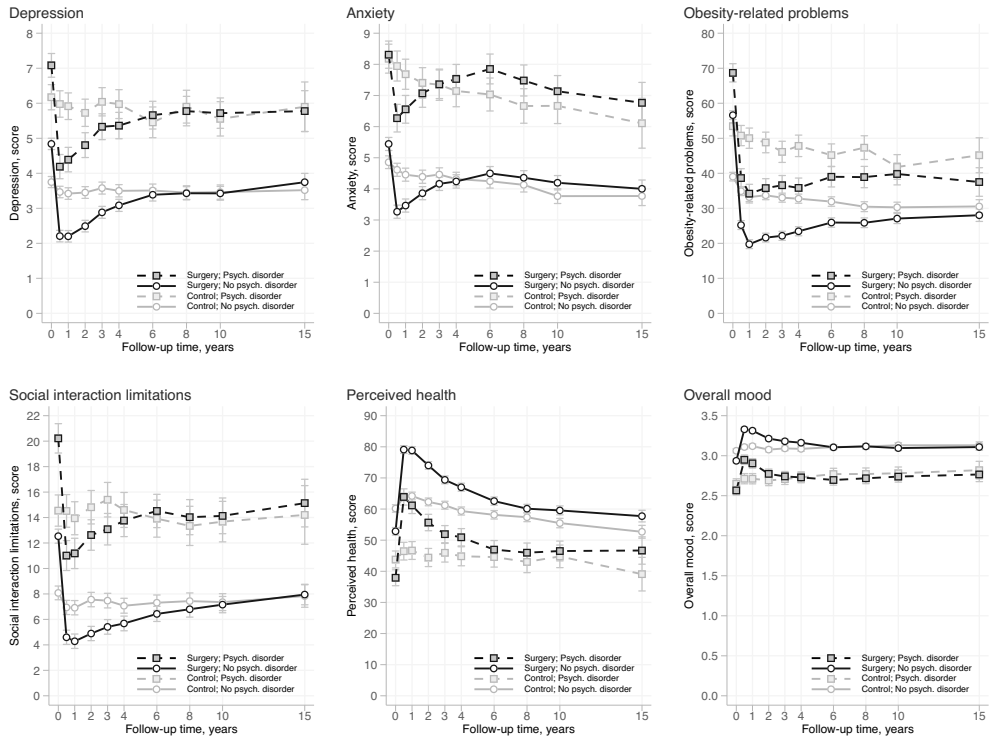 Depression
8
7
6
5
4
3
2
1
0
Depression, score
Surgery; Psych. disorder
Surgery; No psych. disorder
Control; Psych. disorder
Control; No psych. disorder
0 1 2 3 4 6 8 10 15
Follow-up time, years
Anxiety
9
8
7
6
5
4
3
2
1
0
Anxiety, score
Surgery; Psych. disorder
Surgery; No psych. disorder
Control; Psych. disorder
Control; No psych. disorder
0 1 2 3 4 6 8 10 15
Follow-up time, years
Obesity-related problems
80
70
60
50
40
30
20
10
0
Obesity-related problems, score
Surgery; Psych. disorder
Surgery; No psych. disorder
Control; Psych. disorder
Control; No psych. disorder
0 1 2 3 4 6 8 10 15
Follow-up time, years
Social interaction limitations
22
20
18
16
14
12
10
8
6
4
2
0
Social interaction limitations, score
Surgery; Psych. disorder
Surgery; No psych. disorder
Control; Psych. disorder
Control; No psych. disorder
0 1 2 3 4 6 8 10 15
Follow-up time, years
Perceived health
90
80
70
60
50
40
30
20
10
0
Perceived health, score
Surgery; Psych. disorder
Surgery; No psych. disorder
Control; Psych. disorder
Control; No psych. disorder
0 1 2 3 4 6 8 10 15
Follow-up time, years
Overall mood
3.5
3.0
2.5
2.0
1.5
1.0
0.5
0.0
Overall mood, score
Surgery; Psych. disorder
Surgery; No psych. disorder
Control; Psych. disorder
Control; No psych. disorder
0 1 2 3 4 6 8 10 15
Follow-up time, years